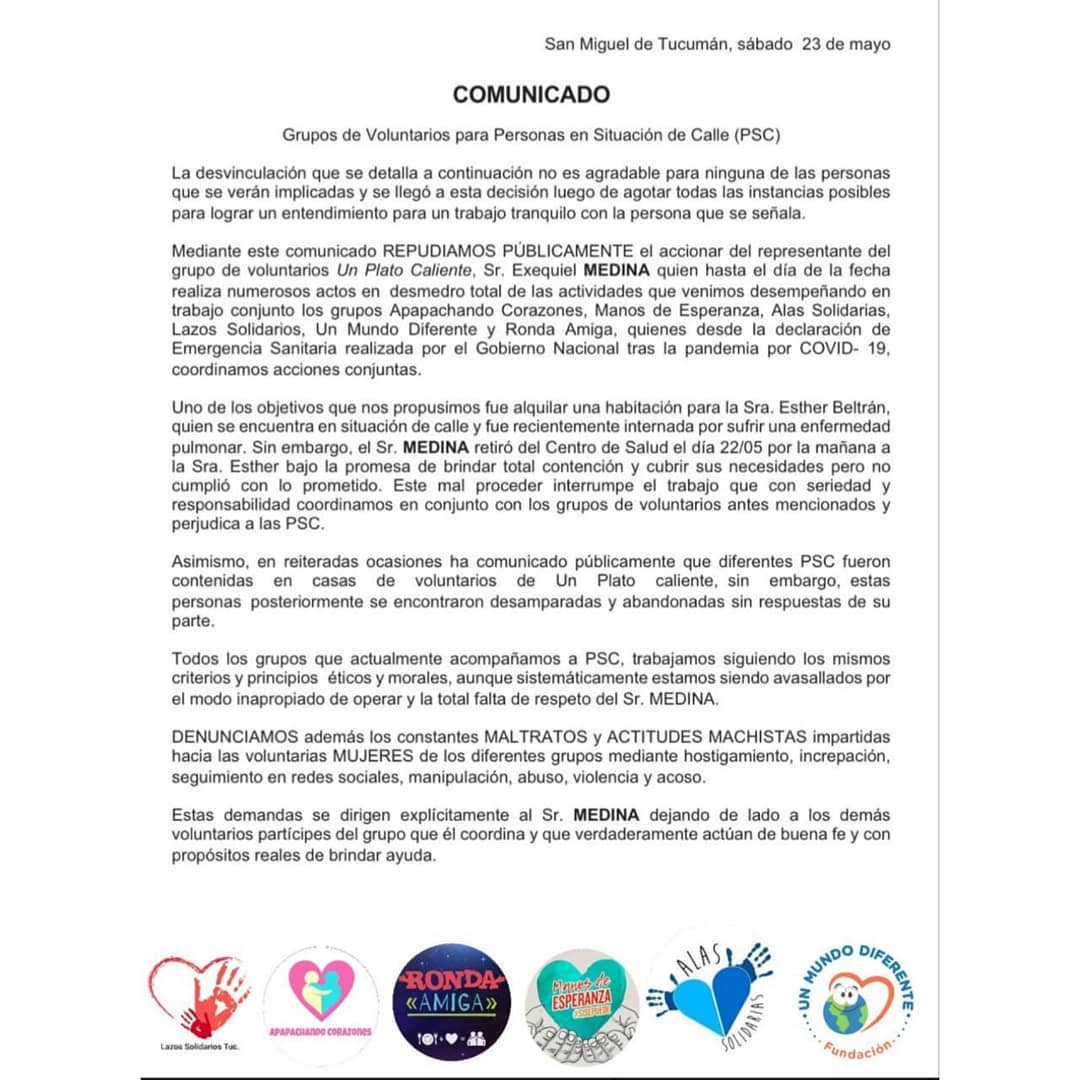 San Miguel de Tucumán, sábado 23 de mayo
COMUNICADO
Grupos de Voluntarios para Personas en Situación de Calle (PSC)
La desvinculación que se detalla a continuación no es agradable para ninguna de las personas
que se verán implicadas y se llegó a esta decisión luego de agotar todas las instancias posibles
para lograr un entendimiento para un trabajo tranquilo con la persona que se señala.
Mediante este comunicado REPUDIAMOS PÚBLICAMENTE el accionar del representante del
grupo de voluntarios Un Plato Caliente, Sr. Exequiel MEDINA quien hasta el día de la fecha
realiza numerosos actos en desmedro total de las actividades que venimos desempeñando en
trabajo conjunto los grupos Apapachando Corazones, Manos de Esperanza, Alas Solidarias,
Lazos Solidarios, Un Mundo Diferente y Ronda Amiga, quienes desde la declaración de
Emergencia Sanitaria realizada por el Gobierno Nacional tras la pandemia por COVID- 19,
coordinamos acciones conjuntas.
Uno de los objetivos que nos propusimos fue alquilar una habitación para la Sra. Esther Beltrán,
quien se encuentra en situación de calle y fue recientemente internada por sufrir una enfermedad
pulmonar. Sin embargo, el Sr. MEDINA retiró del Centro de Salud el día 22/05 por la mañana a
la Sra. Esther bajo la promesa de brindar total contención y cubrir sus necesidades pero no
cumplió con lo prometido. Este mal proceder interrumpe el trabajo que con seriedad y
responsabilidad coordinamos en conjunto con los grupos de voluntarios antes mencionados y
perjudica a las PSC.
Asimismo, en reiteradas ocasiones ha comunicado públicamente que diferentes PSC fueron
contenidas en casas de voluntarios de Un Plato caliente, sin embargo, estas
personas posteriormente se encontraron desamparadas y abandonadas sin respuestas de su
parte.
Todos los grupos que actualmente acompañamos a PSC, trabajamos siguiendo los mismos
criterios y principios éticos y morales, aunque sistemáticamente estamos siendo avasallados por
el modo inapropiado de operar y la total falta de respeto del Sr. MEDINA.
DENUNCIAMOS además los constantes MALTRATOS y ACTITUDES MACHISTAS impartidas
hacia las voluntarias MUJERES de los diferentes grupos mediante hostigamiento, increpación,
seguimiento en redes sociales, manipulación, abuso, violencia y acoso.
Estas demandas se dirigen explícitamente al Sr. MEDINA dejando de lado a los demás
voluntarios partícipes del grupo que él coordina y que verdaderamente actúan de buena fe y con
propósitos reales de brindar ayuda.
Lazos Solidarios Tuc.
APAPACHANDO CORAZONES
RONDA
«AMIGA»
Manos de
ESPERANZA
#SISEPUEDE
ALAS
SOLIDARIAS
UN MUNDO DIFERENTE
Fundación